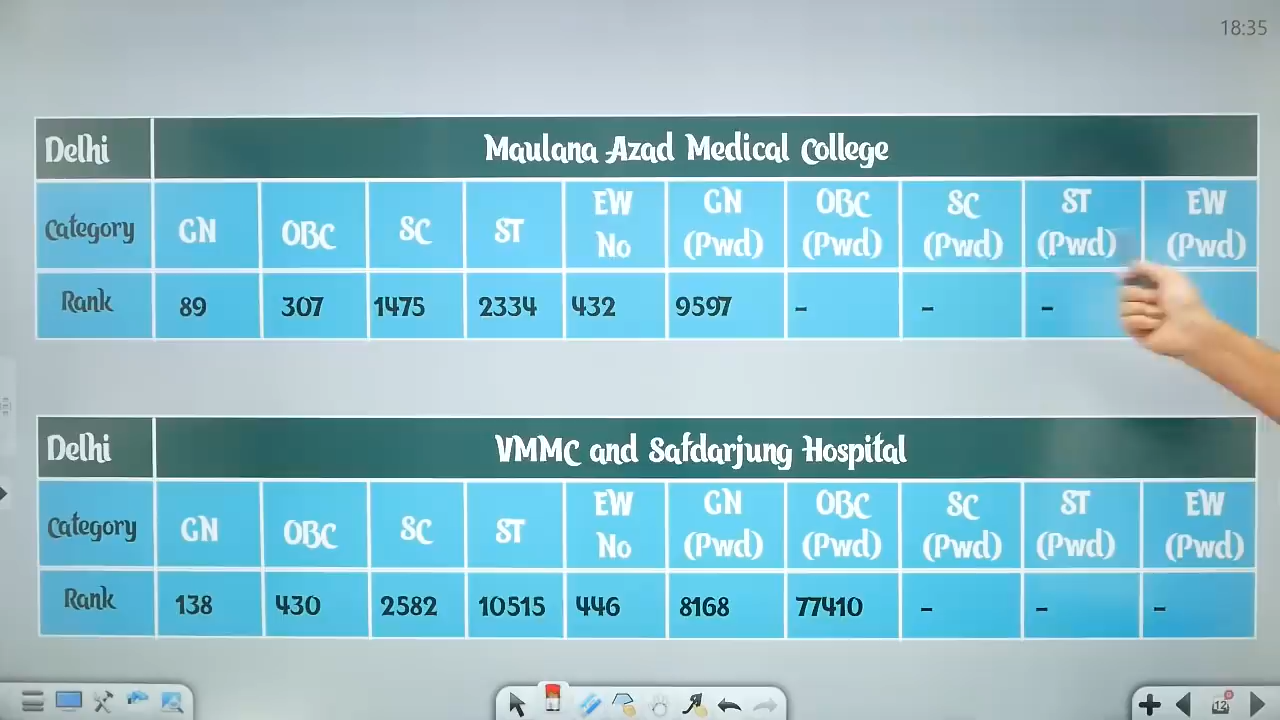 18:35
Delhi Maulana Azad Medical College
Category GN OBC SC ST EW No GN (Pwd) OBC (Pwd) SC (Pwd) ST (Pwd) EW (Pwd)
Rank 89 307 1475 2334 432 9597 - - -
Delhi VMMC and Safdarjung Hospital
Category GN OBC SC ST EW No GN (Pwd) OBC (Pwd) SC (Pwd) ST (Pwd) EW (Pwd)
Rank 138 430 2582 10515 446 8168 77410 - - -
12